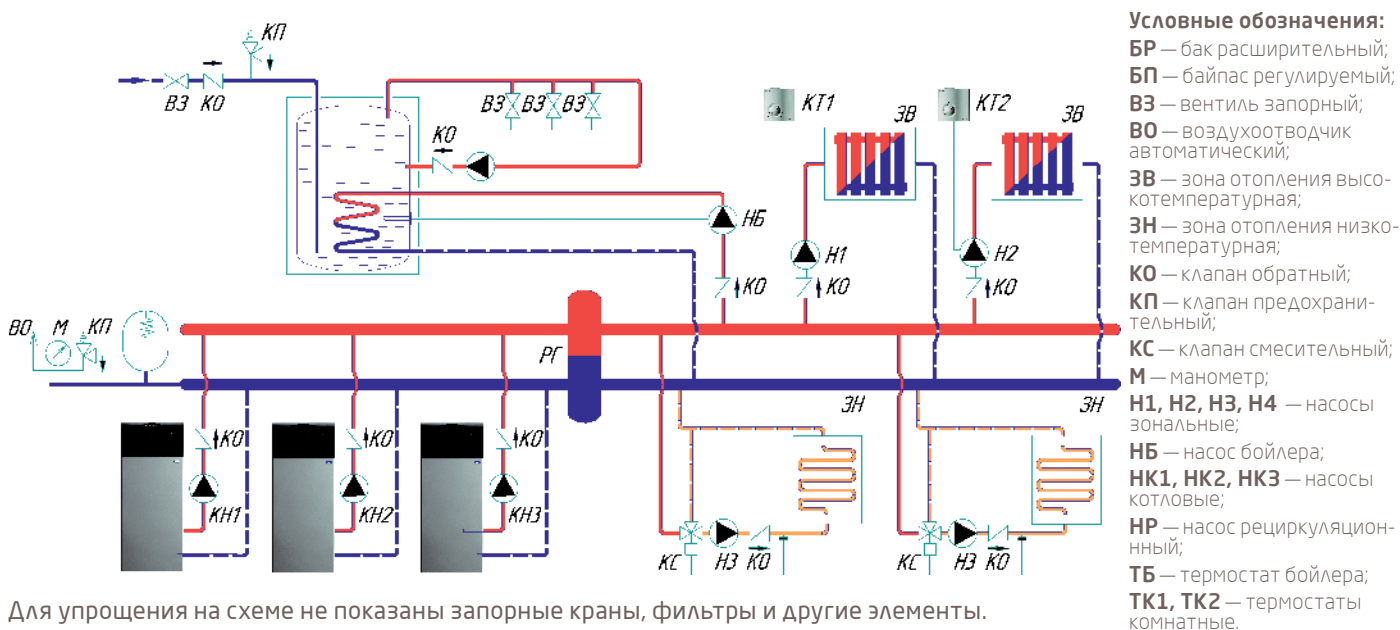 КП
ВЗ КО
ВЗ ВЗ ВЗ
КО
КТ1
КТ2
ЗВ
ЗВ
НБ
Н1
Н2
КО
КО
КО
ВО М КП
РГ
ЗН
ЗН
КО
КО
КО
КН1
КН2
КН3
КС Н3 КО
КС Н3 КО
Для упрощения на схеме не показаны запорные краны, фильтры и другие элементы.
Условные обозначения:
БР — бак расширительный;
БП — байпас регулируемый;
ВЗ — вентиль запорный;
ВО — воздухоотводчик
автоматический;
ЗВ — зона отопления высо-
котемпературная;
ЗН — зона отопления низко-
температурная;
КО — клапан обратный;
КП — клапан предохрани-
тельный;
КС — клапан смесительный;
М — манометр;
Н1, Н2, Н3, Н4 — насосы
зональные;
НБ — насос бойлера;
НК1, НК2, НК3 — насосы
котловые;
НР — насос рециркуляцион-
нный;
ТБ — термостат бойлера;
ТК1, ТК2 — термостаты
комнатные.